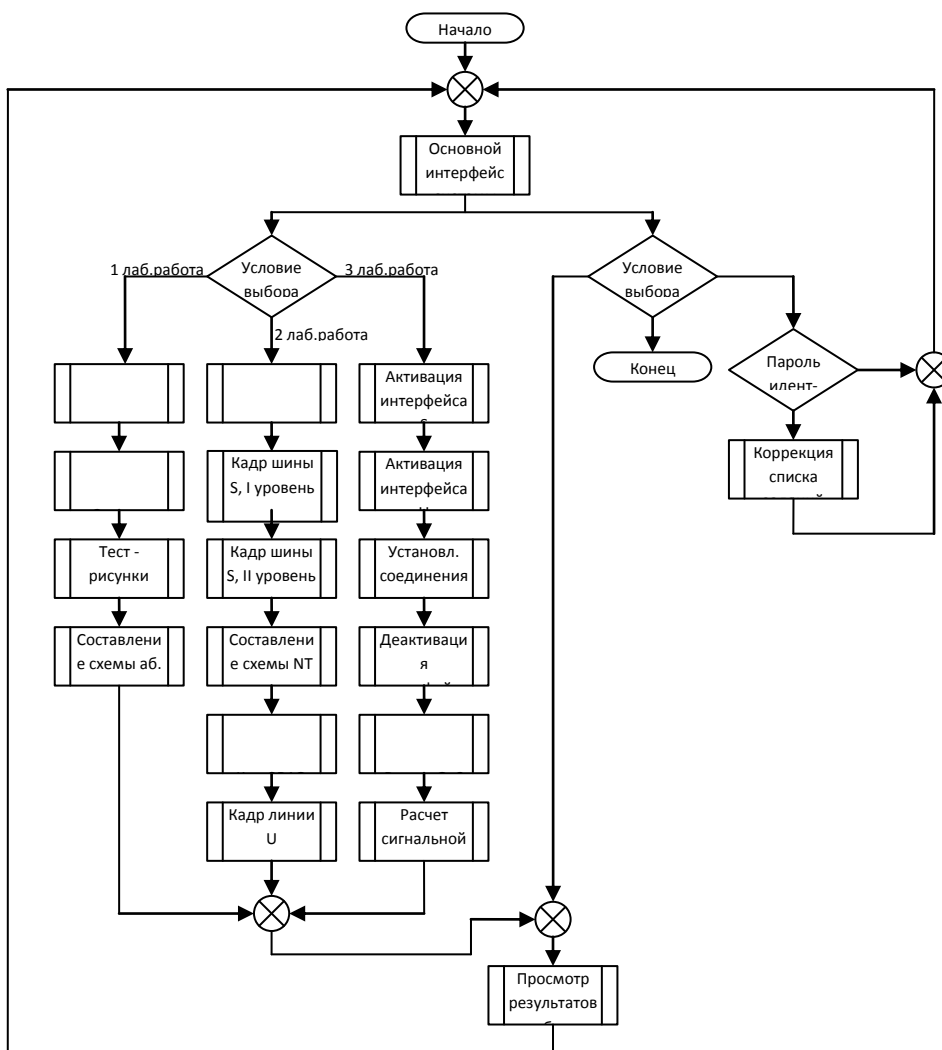 Начало
Основной
интерфейс
1 лаб.работа
Условие
выбора
3 лаб.работа
2 лаб.работа
Условие
выбора
Конец
Пароль
идент-
Коррекция
списка
Активация
интерфейса
Кадр шины
S, I уровень
Активация
интерфейса
Тест -
рисунки
Кадр шины
S, II уровень
Установл.
соединения
Составлени
е схемы аб.
Составлени
е схемы NT
Деактиваци
я
Кадр линии
U
Расчет
сигнальной
Просмотр
результатов